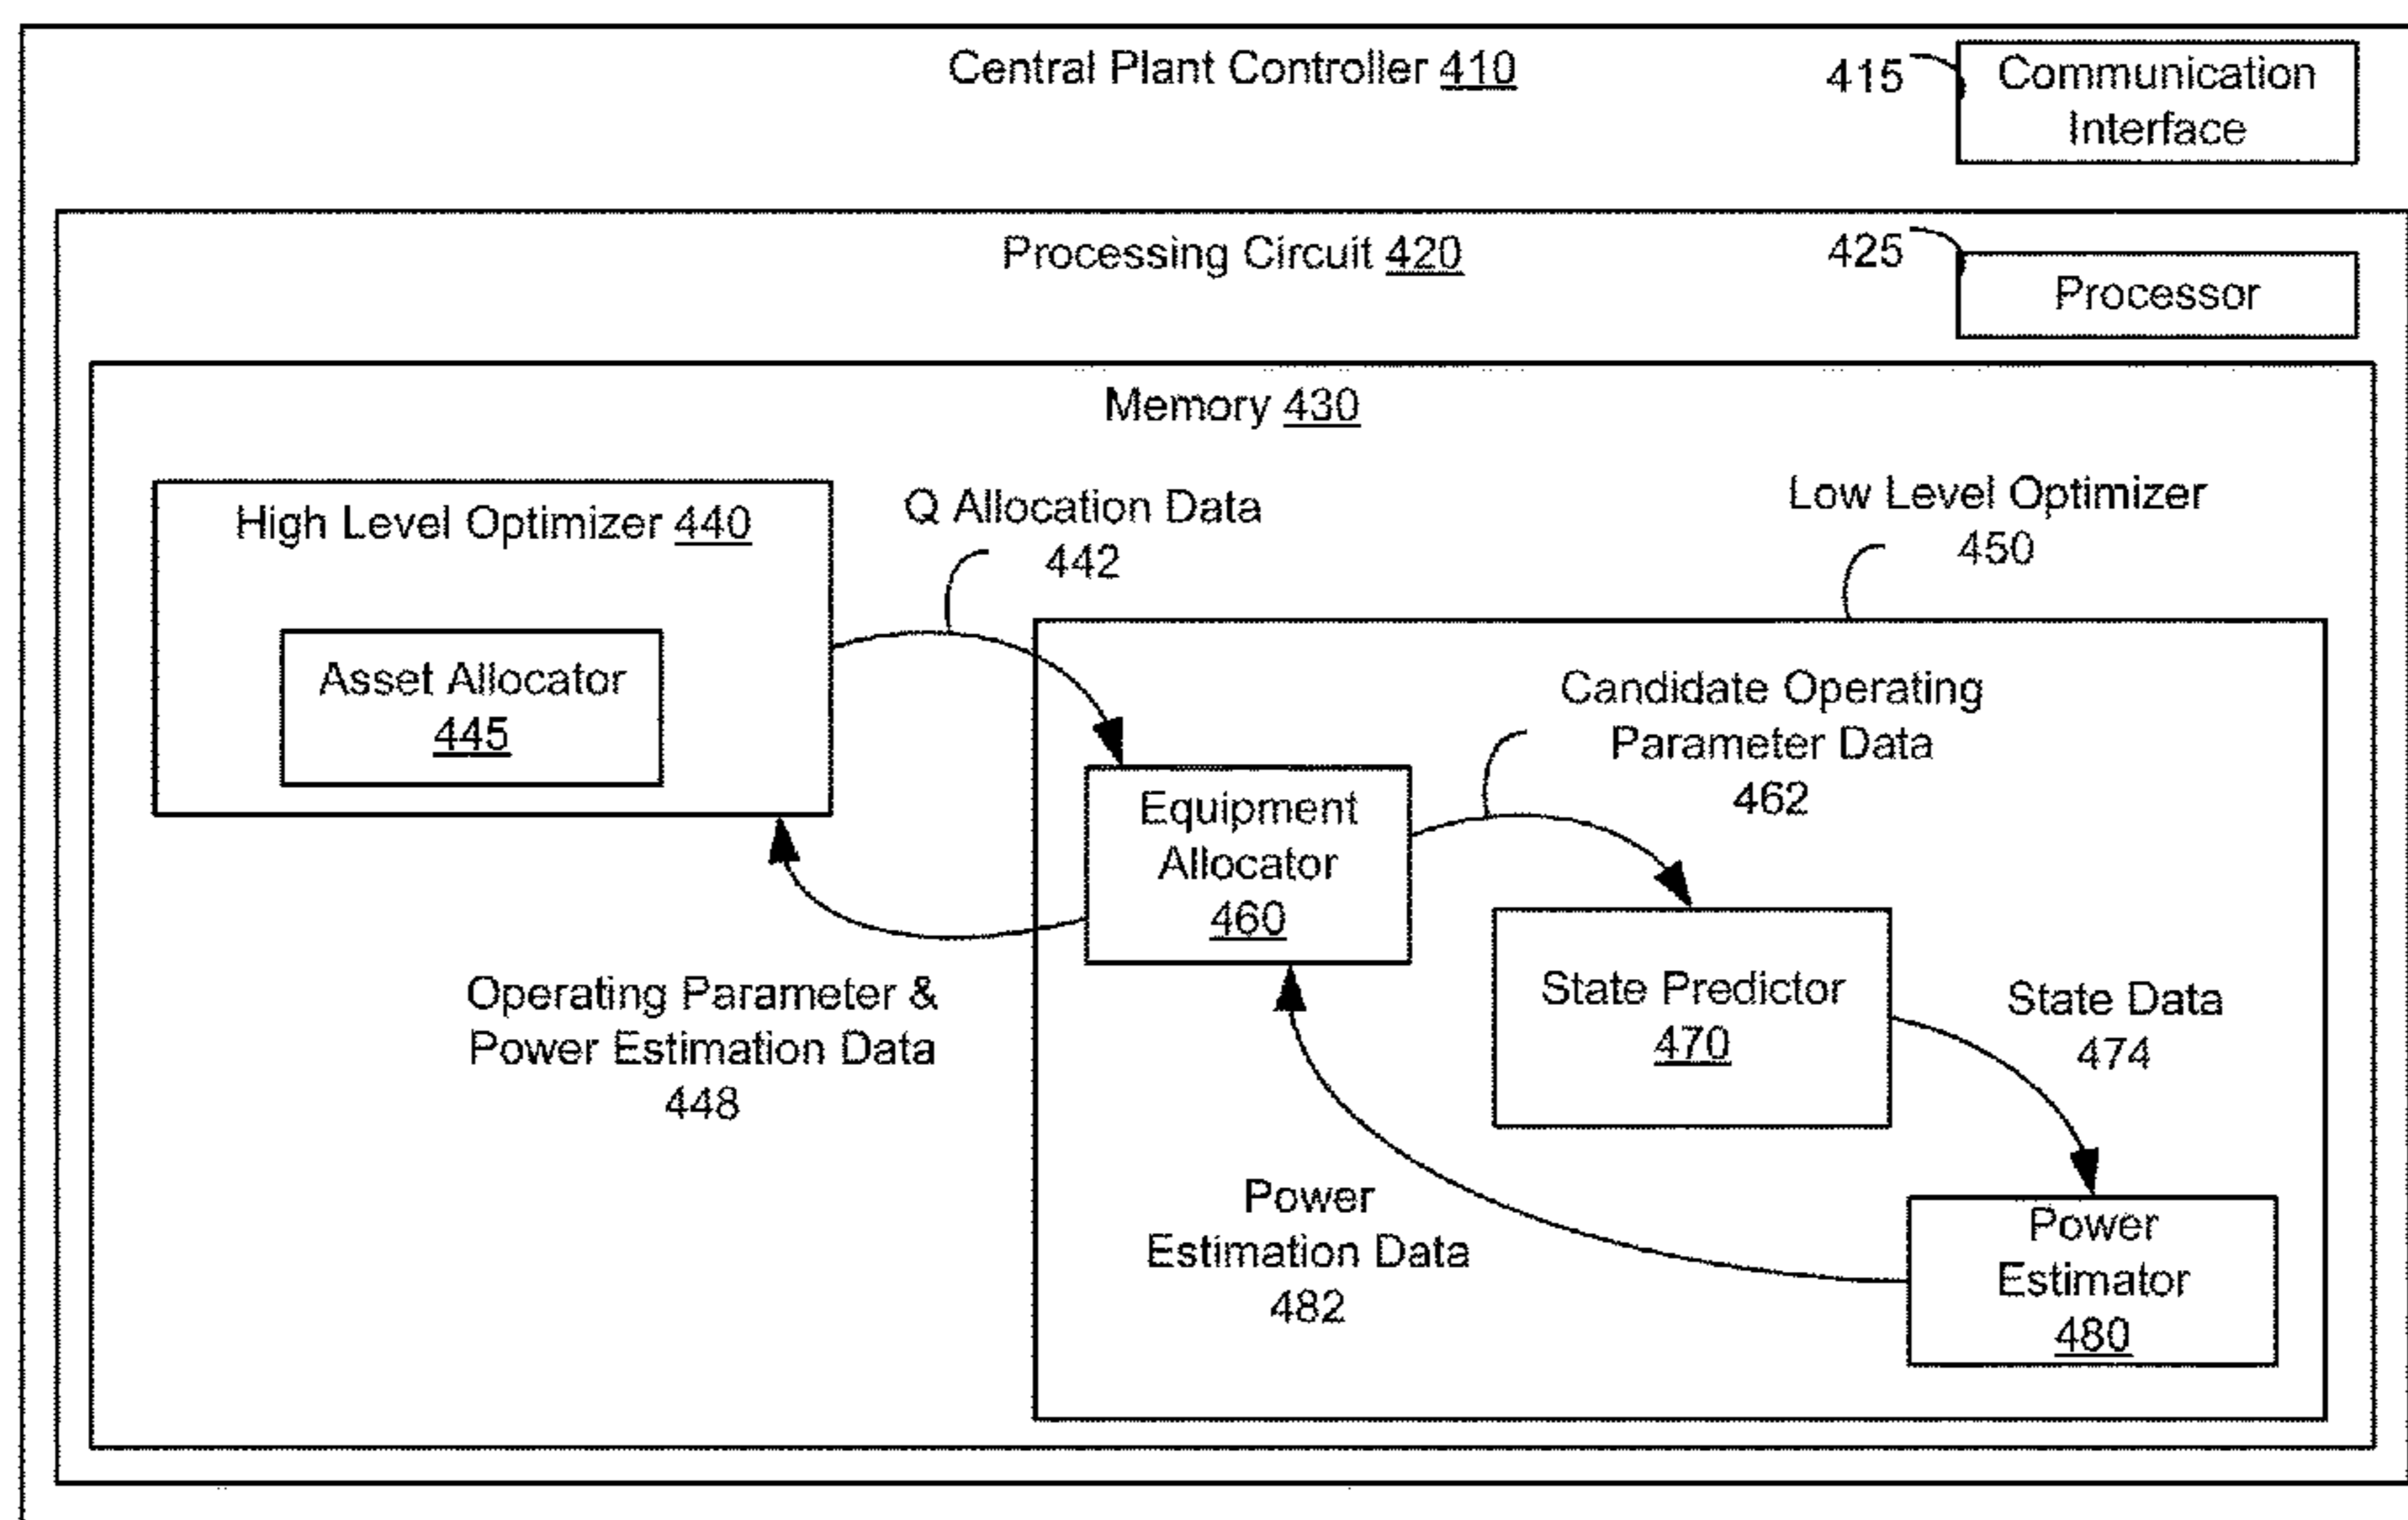 Central Plant Controller 410
415
Communication
Interface
Processing Circuit 420
425
Processor
Memory 430
High Level Optimizer 440
Asset Allocator
445
Q Allocation Data
442
Low Level Optimizer
450
Candidate Operating
Parameter Data
462
Equipment
Allocator
460
Operating Parameter &
Power Estimation Data
448
State Predictor
470
State Data
474
Power
Estimation Data
482
Power
Estimator
480